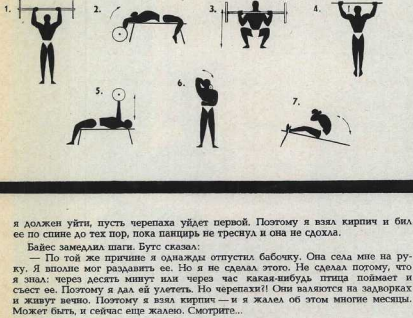 1.
2.
3.
4.
5.
6.
7.
я должен уйти, пусть черепаха уйдет первой. Поэтому я взял кирпич и бил
ее по спине до тех пор, пока панцирь не треснул и она не сдохла.
Байес замедлил шаги. Бутс сказал:
— По той же причине я однажды отпустил бабочку. Она села мне на ру-
ку. Я вполне мог раздавить ее. Но я не сделал этого. Не сделал потому, что
я знал: через десять минут или через час какая-нибудь птица поймает и
съест ее. Поэтому я дал ей улететь. Но черепахи?! Они валяются на задворках
и живут вечно. Поэтому я взял кирпич — и я жалел об этом многие месяцы.
Может быть, и сейчас еще жалею. Смотрите...